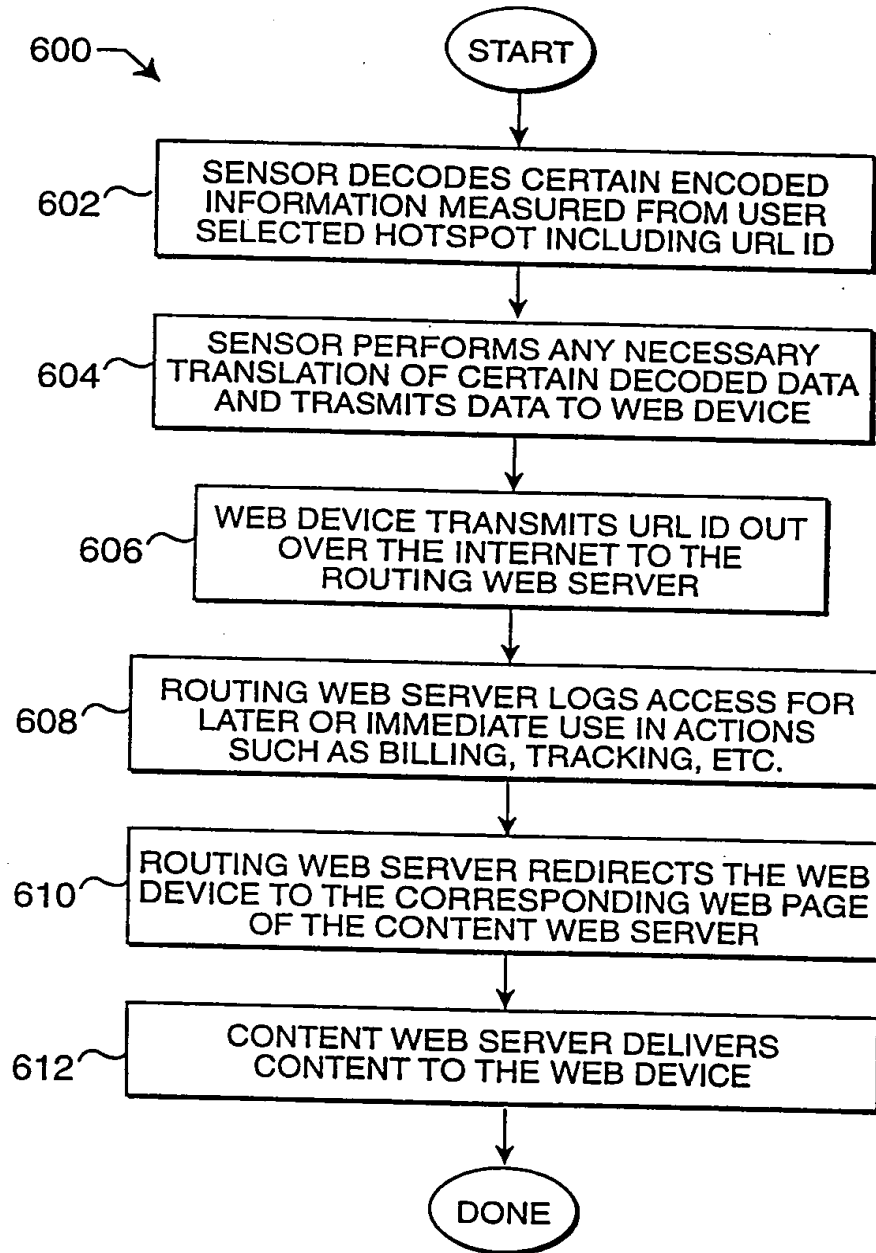 600
START
602
SENSOR DECODES CERTAIN ENCODED
INFORMATION MEASURED FROM USER
SELECTED HOTSPOT INCLUDING URL ID
604
SENSOR PERFORMS ANY NECESSARY
TRANSLATION OF CERTAIN DECODED DATA
AND TRASMITS DATA TO WEB DEVICE
606
WEB DEVICE TRANSMITS URL ID OUT
OVER THE INTERNET TO THE
ROUTING WEB SERVER
608
ROUTING WEB SERVER LOGS ACCESS FOR
LATER OR IMMEDIATE USE IN ACTIONS
SUCH AS BILLING, TRACKING, ETC.
610
ROUTING WEB SERVER REDIRECTS THE WEB
DEVICE TO THE CORRESPONDING WEB PAGE
OF THE CONTENT WEB SERVER
612
CONTENT WEB SERVER DELIVERS
CONTENT TO THE WEB DEVICE
DONE